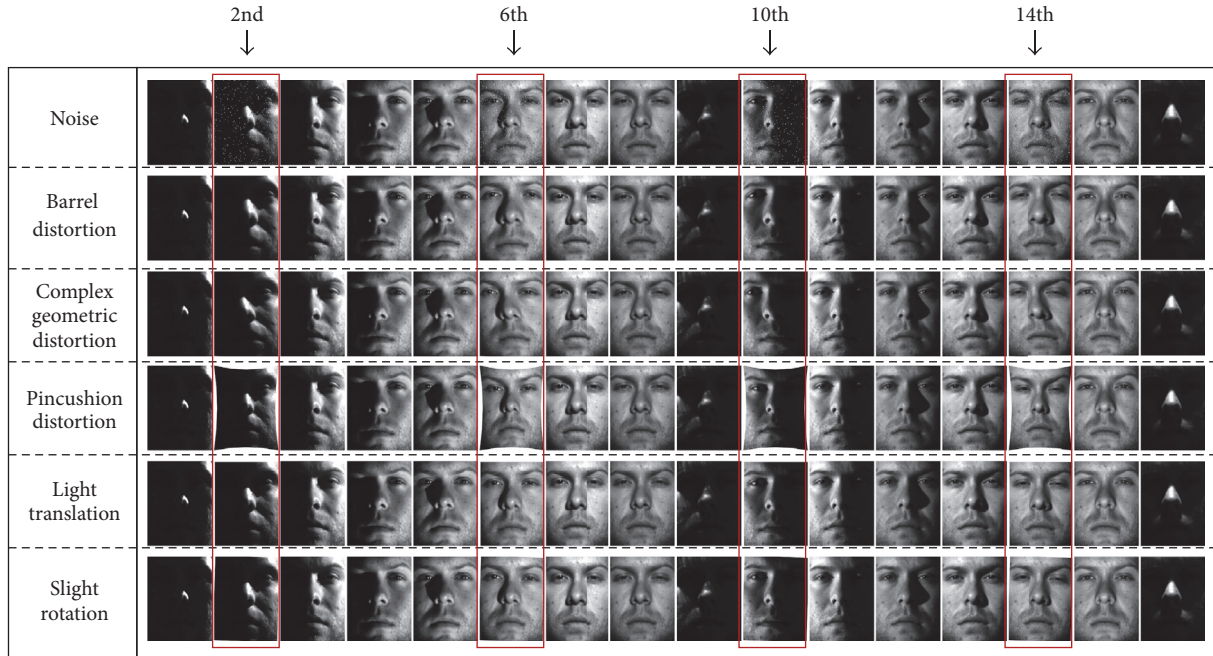 2nd 6th 10th 14th
Noise
Barrel
distortion
Complex
geometric
distortion
Pincushion
distortion
Light
translation
Slight
rotation